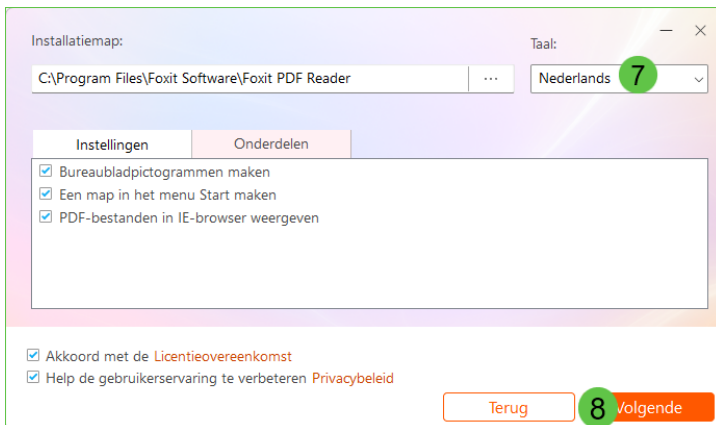 Installatiemap:
Taal:
C:\Program Files\Foxit Software\Foxit PDF Reader
...
Nederlands
7
Instellingen
Onderdelen
Bureaubladpictogrammen maken
Een map in het menu Start maken
PDF-bestanden in IE-browser weergeven
Akkoord met de Licentieovereenkomst
Help de gebruikerservaring te verbeteren Privacybeleid
Terug
8
Volgende